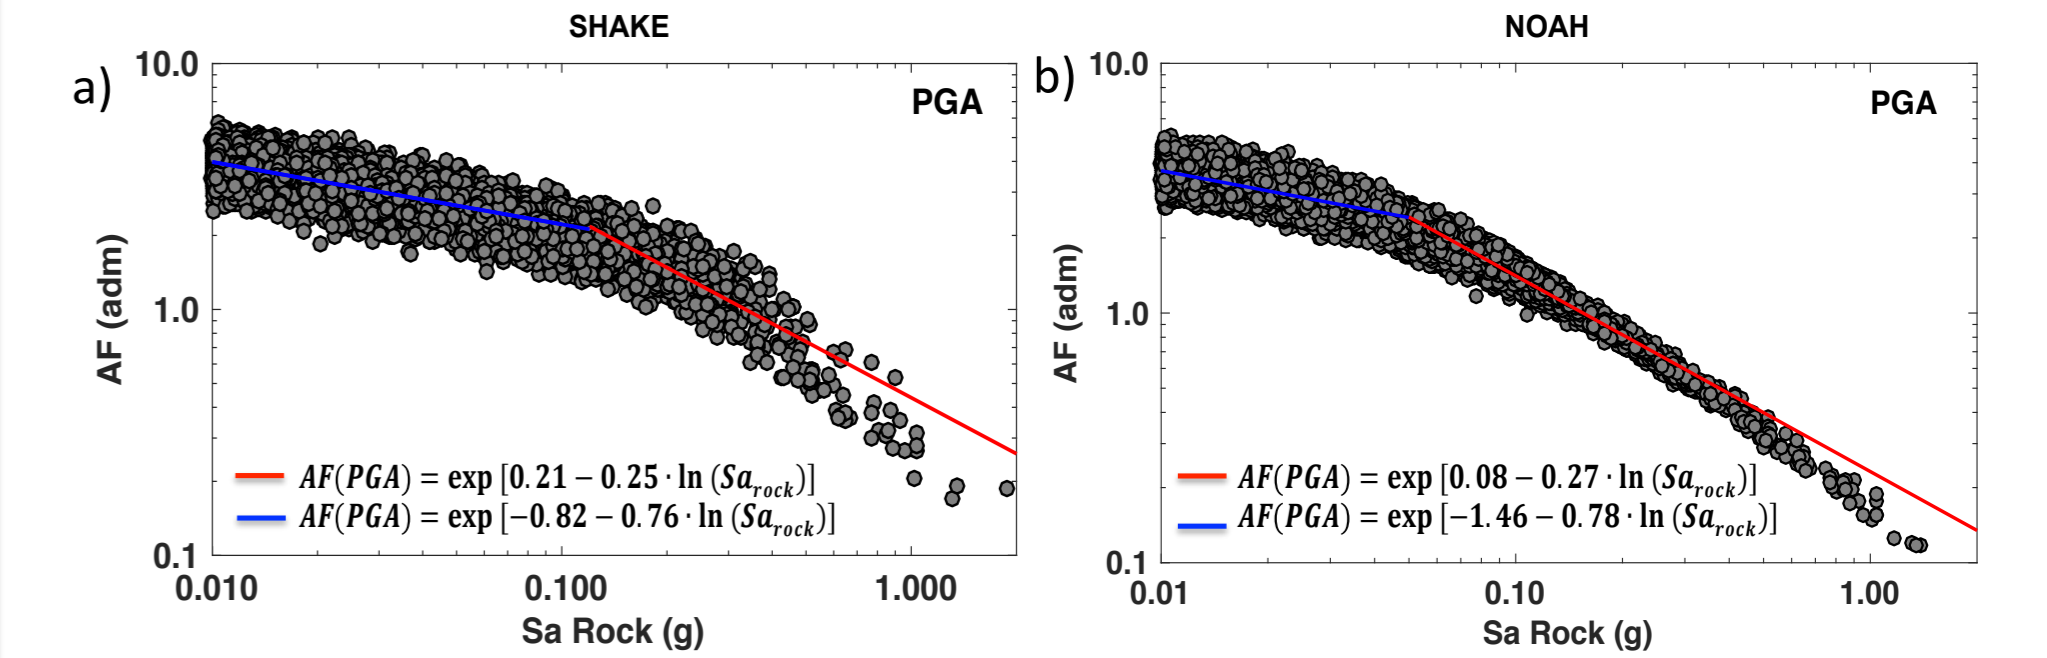 SHAKE
a)
10.0
1.0
0.1
AF (adm)
PGA
AF(PGA) = exp [0.21 − 0.25 · ln (Sa_rock)]
AF(PGA) = exp [−0.82 − 0.76 · ln (Sa_rock)]
0.010 0.100 1.000
Sa Rock (g)
NOAH
b)
10.0
1.0
0.1
AF (adm)
PGA
AF(PGA) = exp [0.08 − 0.27 · ln (Sa_rock)]
AF(PGA) = exp [−1.46 − 0.78 · ln (Sa_rock)]
0.01 0.10 1.00
Sa Rock (g)